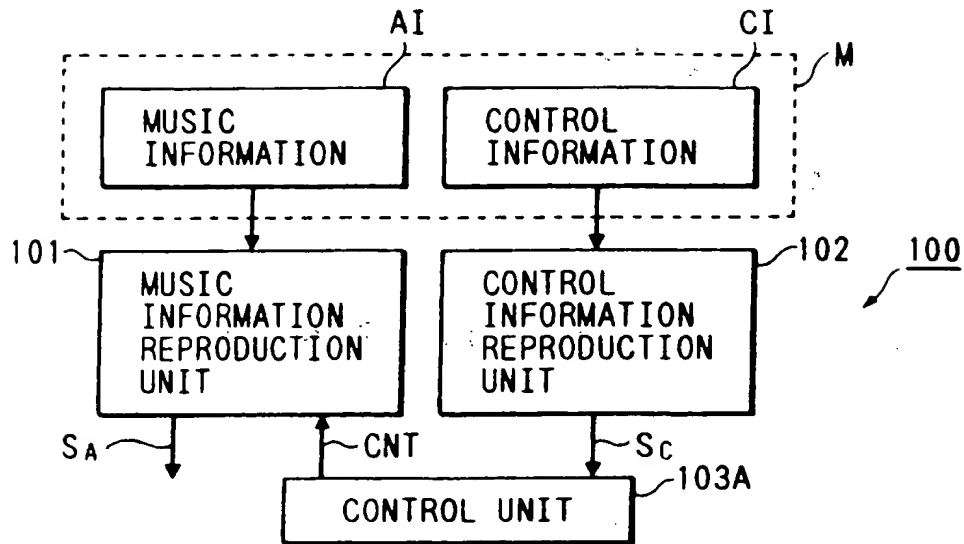 AI
CI
M
MUSIC
INFORMATION
CONTROL
INFORMATION
101
102
100
MUSIC
INFORMATION
REPRODUCTION
UNIT
CONTROL
INFORMATION
REPRODUCTION
UNIT
SA
CNT
SC
103A
CONTROL UNIT